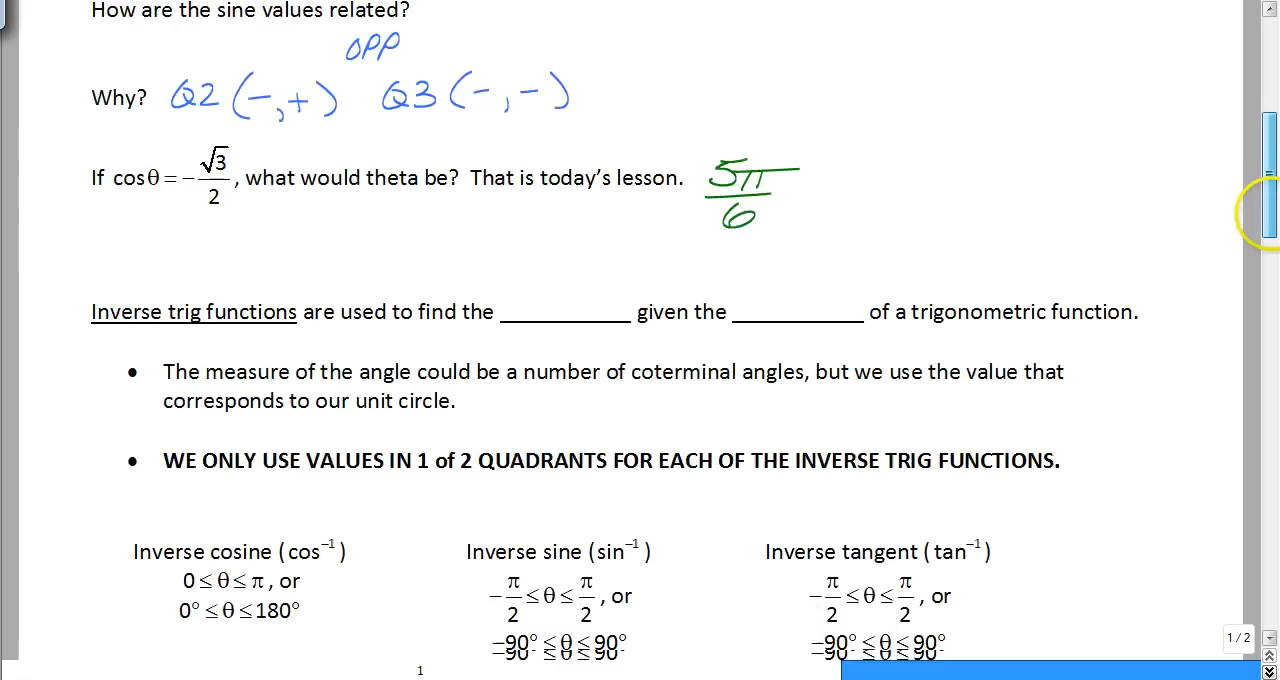 How are the sine values related?
OPP
Why? Q2 (-,+) Q3 (-,-)
If cosθ = -√3/2, what would theta be? That is today's lesson. 5π/6
Inverse trig functions are used to find the ___________ given the ___________ of a trigonometric function.
• The measure of the angle could be a number of coterminal angles, but we use the value that
corresponds to our unit circle.
• WE ONLY USE VALUES IN 1 of 2 QUADRANTS FOR EACH OF THE INVERSE TRIG FUNCTIONS.
Inverse cosine (cos⁻¹) Inverse sine (sin⁻¹) Inverse tangent (tan⁻¹)
0 ≤ θ ≤ π, or -π/2 ≤ θ ≤ π/2, or -π/2 ≤ θ ≤ π/2, or
0° ≤ θ ≤ 180° -90° ≤ θ ≤ 90° -90° ≤ θ ≤ 90°
1/2
1